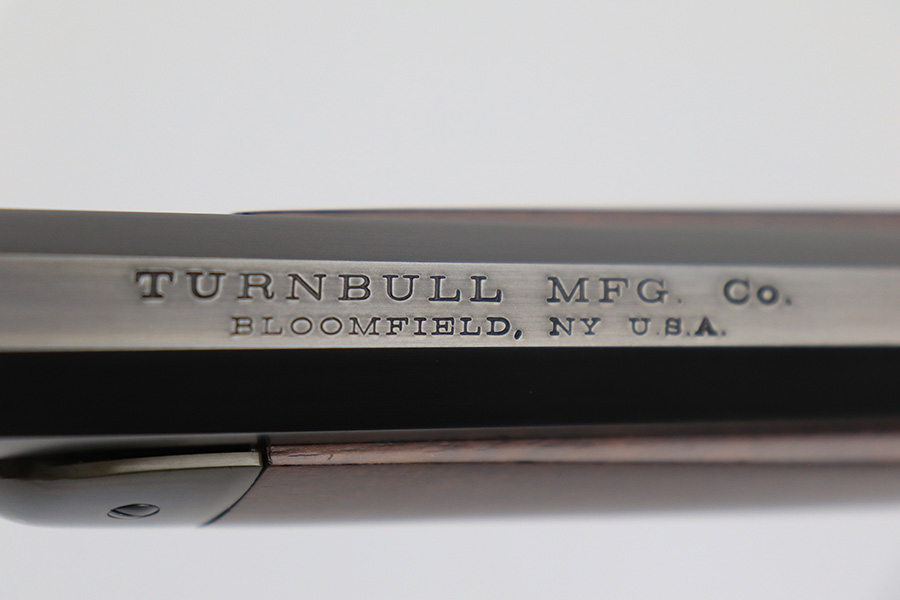 TURNBULL MFG. Co.
BLOOMFIELD, NY U.S.A.